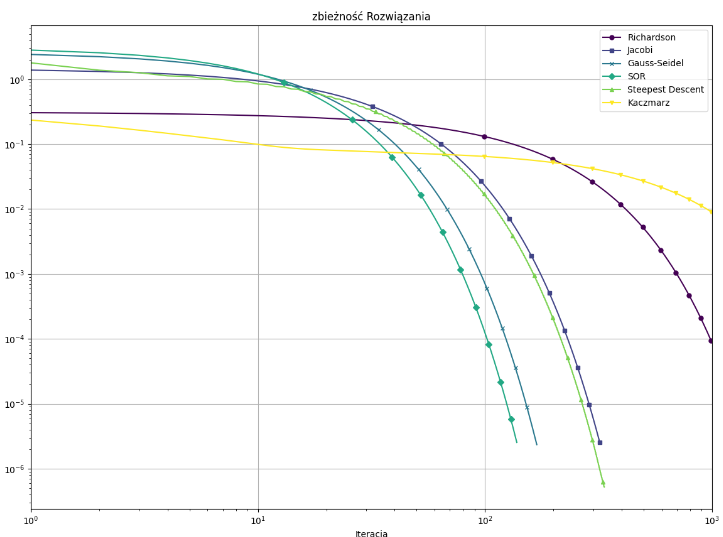 zbieżność Rozwiązania
Richardson
Jacobi
Gauss-Seidel
SOR
Steepest Descent
Kaczmarz
10⁰
10⁻¹
10⁻²
10⁻³
10⁻⁴
10⁻⁵
10⁻⁶
10⁰ 10¹ 10² 10³
Iteracja